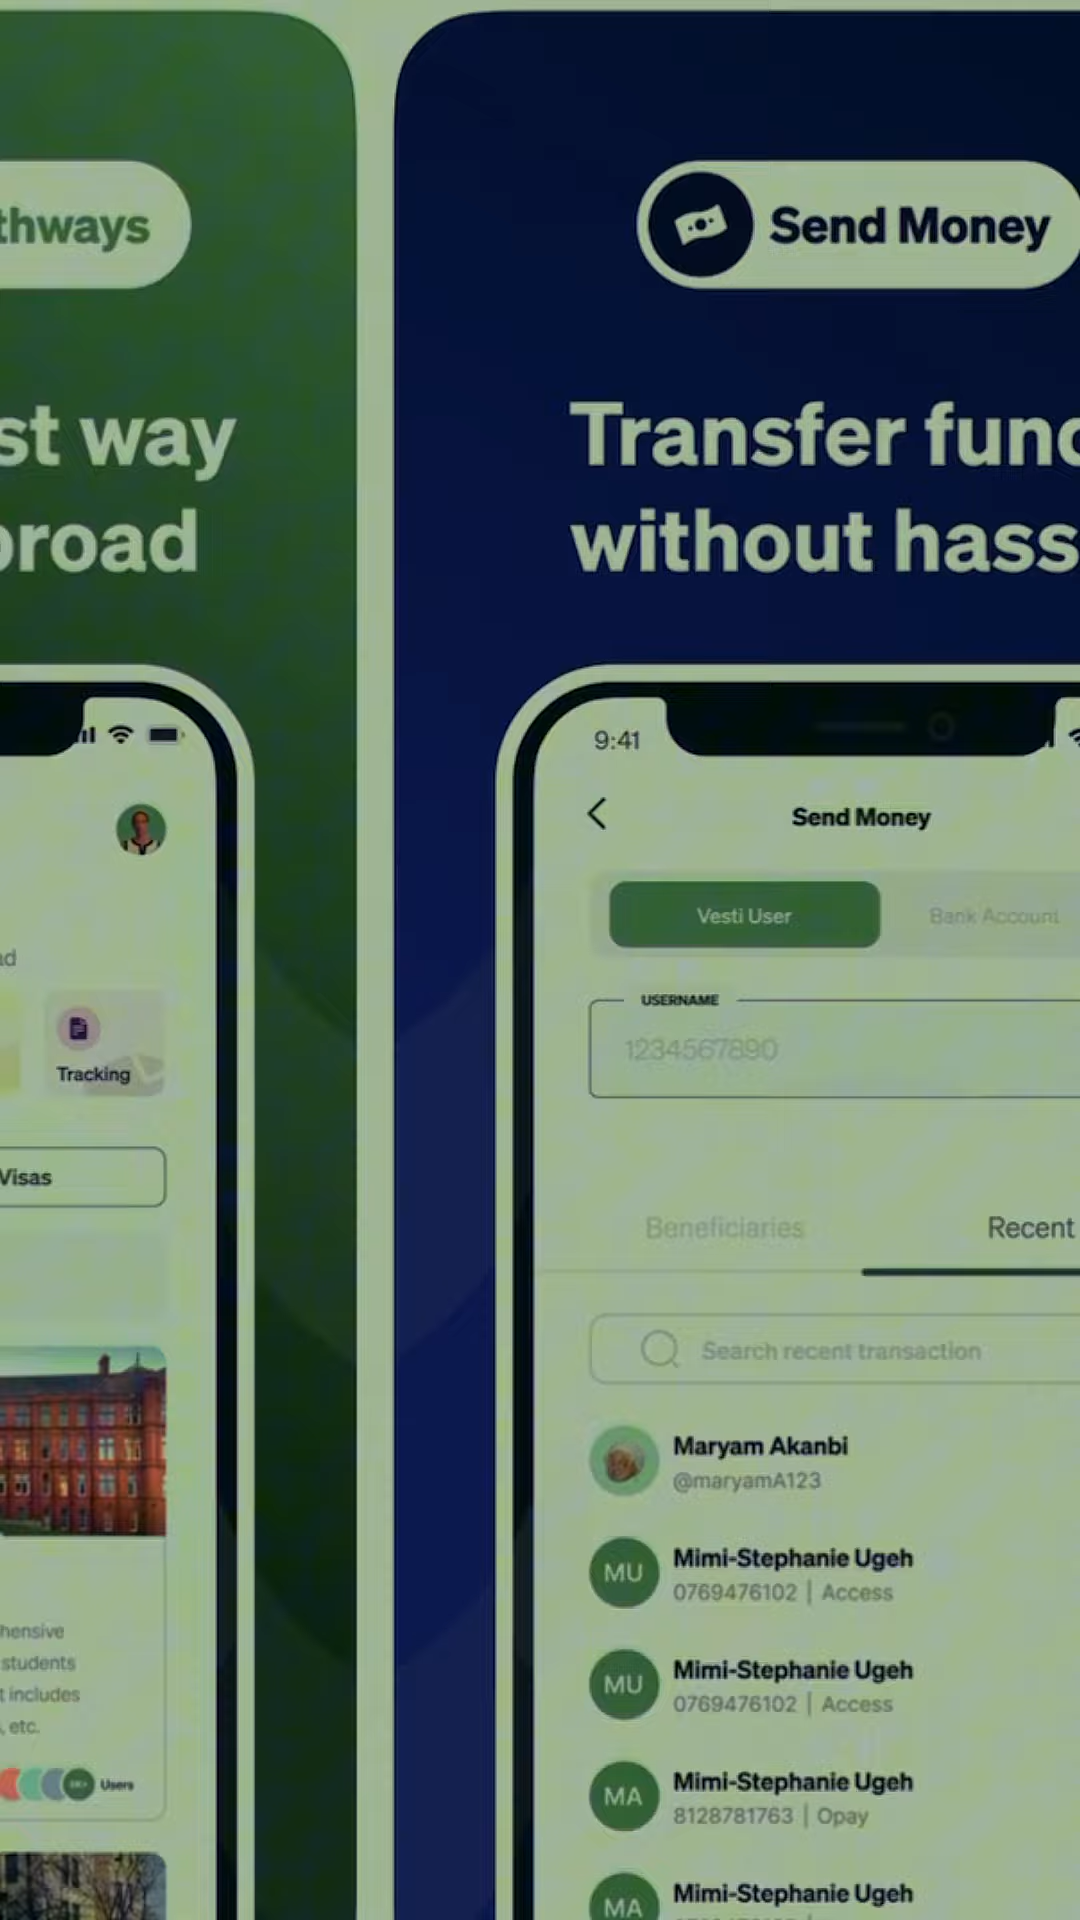 thways
st way
broad
ad
Tracking
Visas
hensive
students
t includes
, etc.
Users
Send Money
Transfer fund
without hass
9:41
Send Money
Vesti User
Bank Account
USERNAME
1234567890
Beneficiaries
Recent
Search recent transaction
Maryam Akanbi
@maryamA123
MU
Mimi-Stephanie Ugeh
0769476102 | Access
MU
Mimi-Stephanie Ugeh
0769476102 | Access
MA
Mimi-Stephanie Ugeh
8128781763 | Opay
MA
Mimi-Stephanie Ugeh